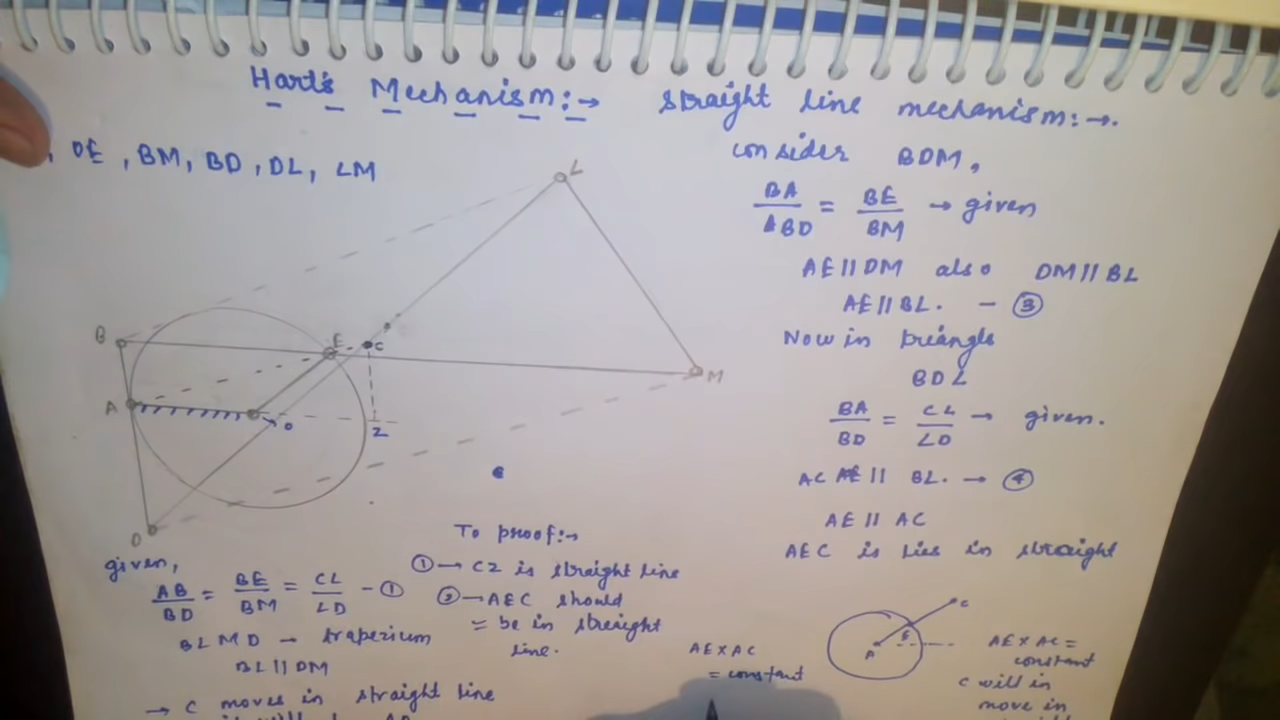 Hart's Mechanism:→ straight line mechanism:→.
, OE, BM, BD, DL, LM
L
B
E
C
M
A
O
Z
D
consider BDM,
BA/ABD = BE/BM → given
AE || DM also DM || BL
AE || BL. - ③
Now in triangle
BDL
BA/BD = CL/LD → given.
AC AE || BL. → ④
AE || AC
AEC is lies in straight
given,
AB/BD = BE/BM = CL/LD - ①
BLMD → trapezium
BL || DM
→ C moves in straight line
To proof:→
① → CZ is straight line
② → AEC should
= be in streight
line.
AE X AC
= constant
A
E
C
AE X AC =
constant
C will in
move in